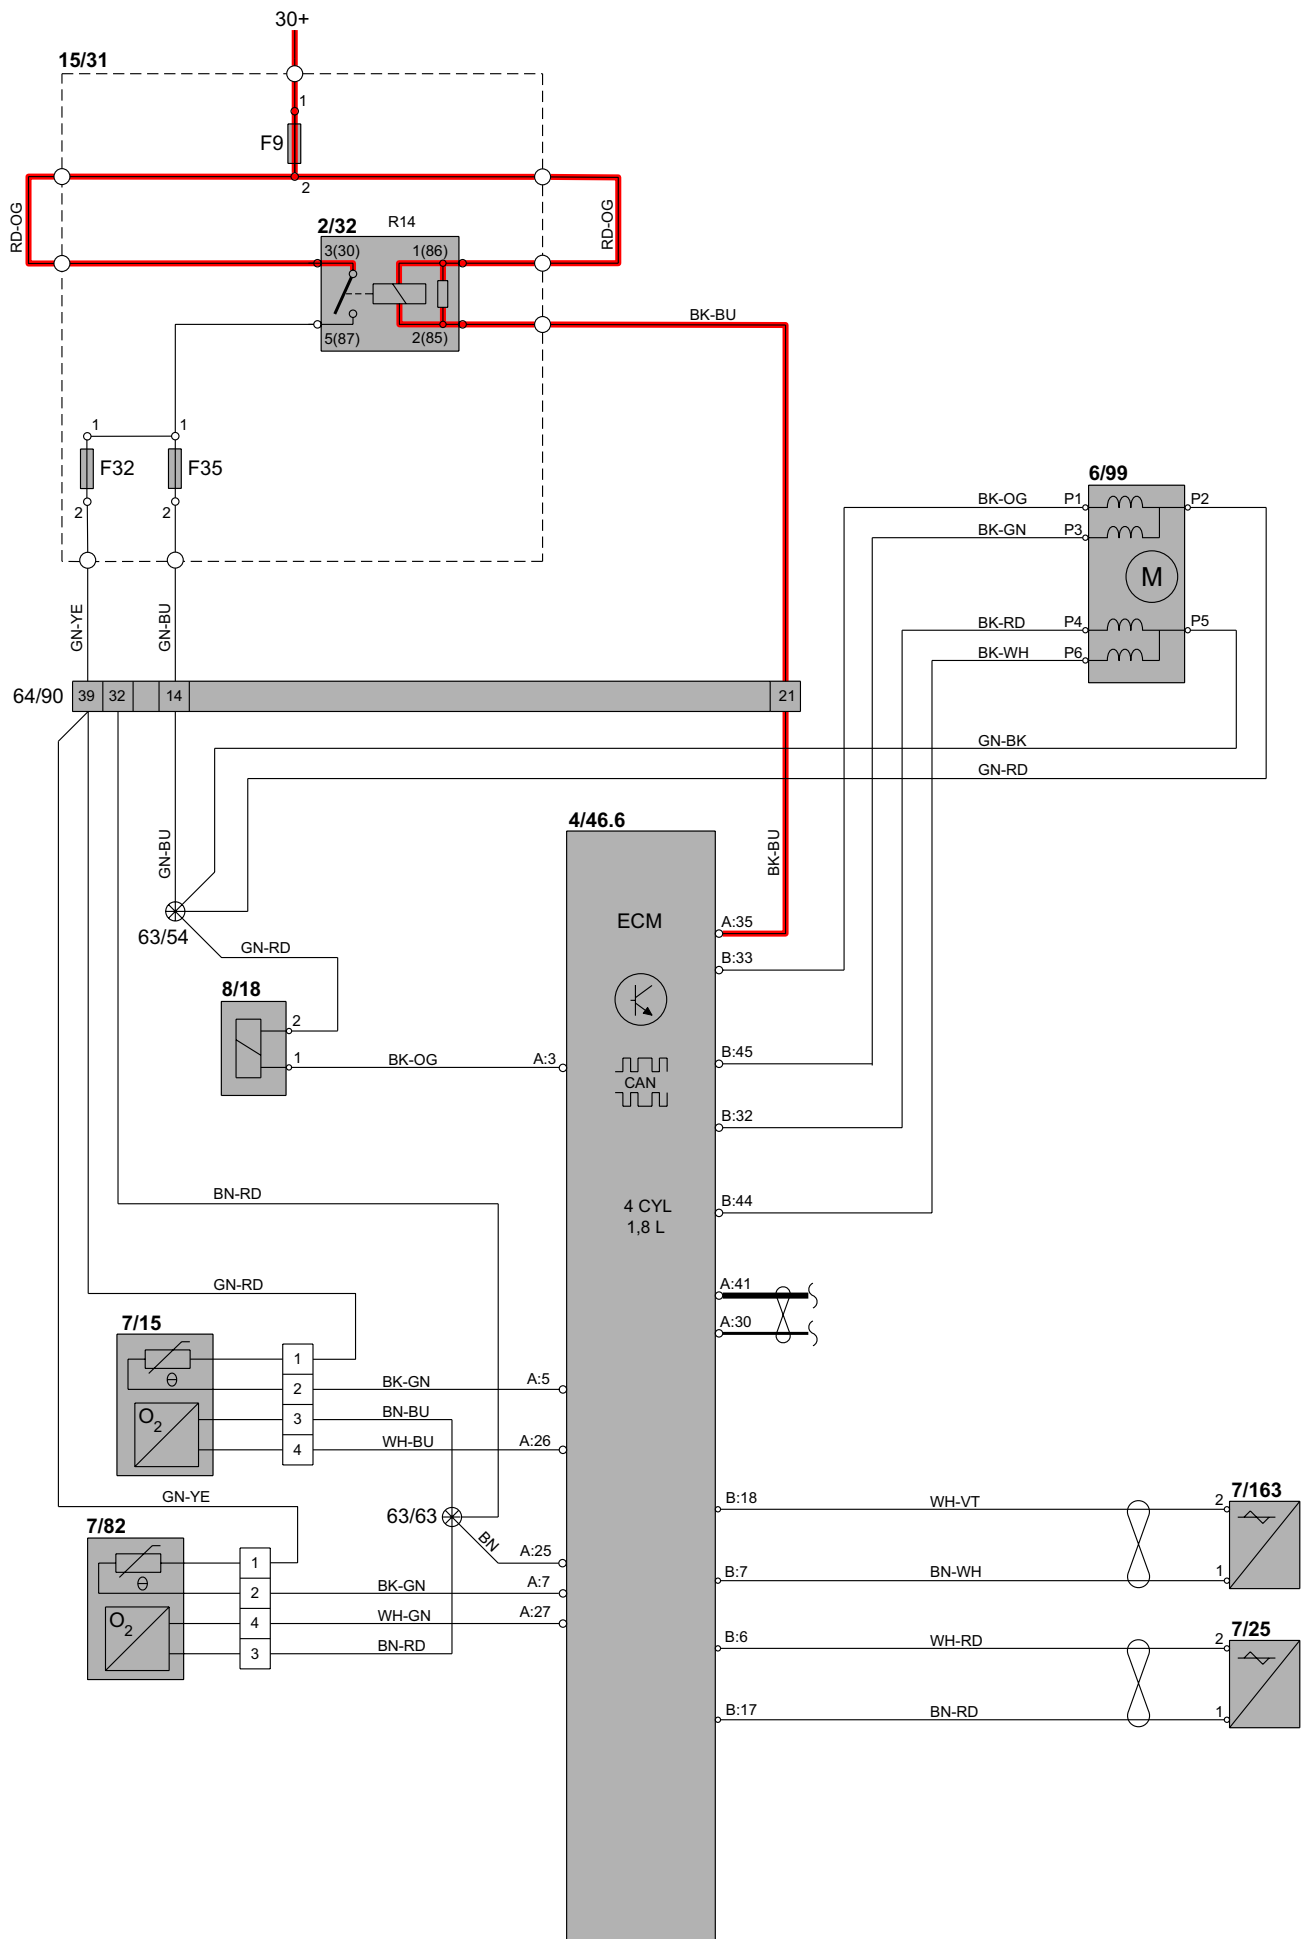 30+
15/31
1
F9
2
RD-OG
RD-OG
2/32
R14
3(30)
1(86)
5(87)
2(85)
BK-BU
1
1
F32
F35
2
2
GN-YE
GN-BU
6/99
BK-OG
P1
P2
BK-GN
P3
M
BK-RD
P4
P5
BK-WH
P6
64/90
39
32
14
21
GN-BK
GN-RD
GN-BU
BK-BU
63/54
GN-RD
4/46.6
ECM
A:35
B:33
8/18
2
1
BK-OG
A:3
CAN
B:45
B:32
BN-RD
4 CYL
1,8 L
B:44
GN-RD
A:41
A:30
7/15
θ
O2
1
2
3
4
BK-GN
A:5
BN-BU
WH-BU
A:26
GN-YE
63/63
BN
7/82
θ
O2
1
2
4
3
A:25
BK-GN
A:7
WH-GN
A:27
BN-RD
B:18
WH-VT
2
7/163
B:7
BN-WH
1
B:6
WH-RD
2
7/25
B:17
BN-RD
1